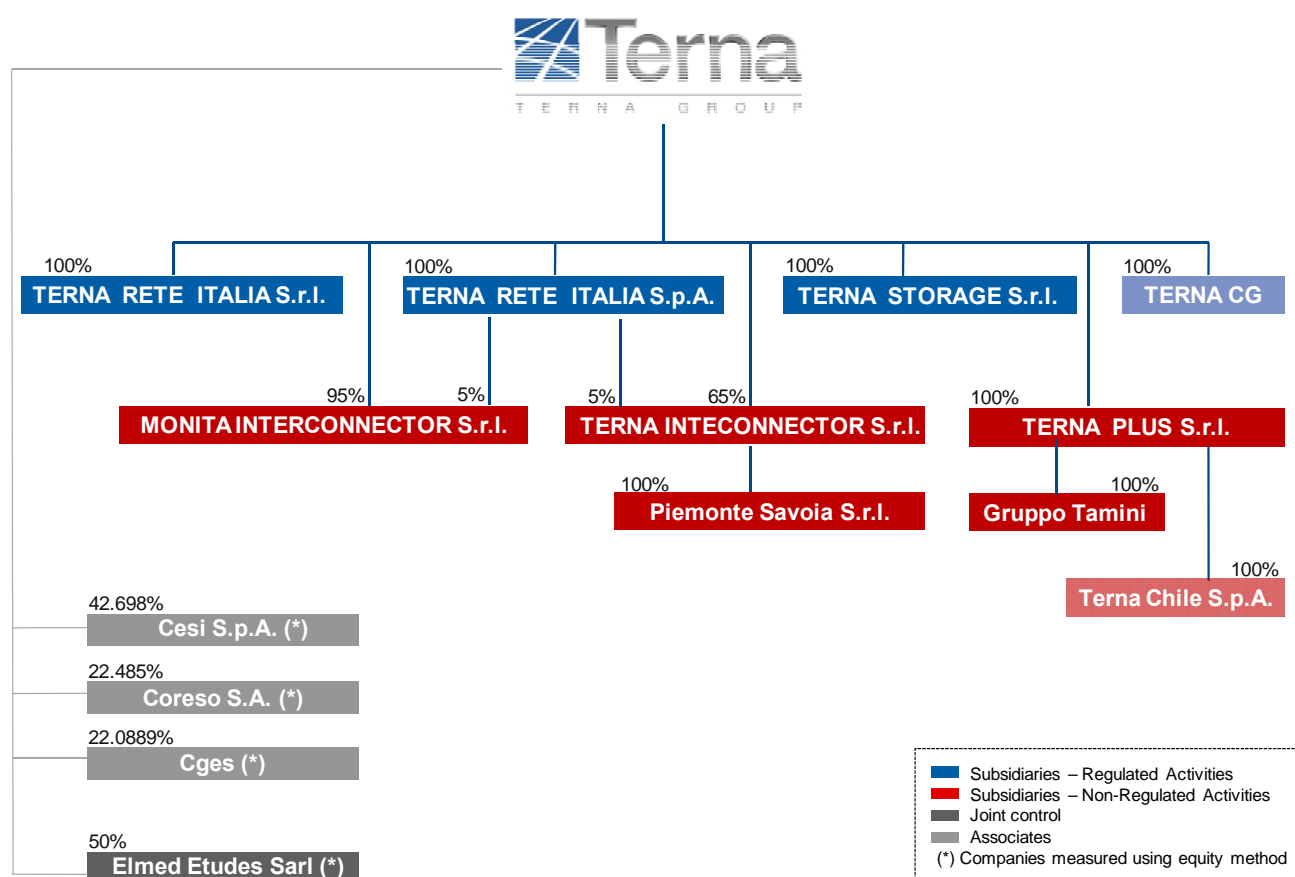 Terna
TERNA GROUP
100%
TERNA RETE ITALIA S.r.l.
100%
TERNA RETE ITALIA S.p.A.
100%
TERNA STORAGE S.r.l.
100%
TERNA CG
95%
5%
MONITA INTERCONNECTOR S.r.l.
5%
65%
TERNA INTECONNECTOR S.r.l.
100%
TERNA PLUS S.r.l.
100%
Piemonte Savoia S.r.l.
100%
Gruppo Tamini
100%
Terna Chile S.p.A.
42.698%
Cesi S.p.A. (*)
22.485%
Coreso S.A. (*)
22.0889%
Cges (*)
50%
Elmed Etudes Sarl (*)
Subsidiaries – Regulated Activities
Subsidiaries – Non-Regulated Activities
Joint control
Associates
(*) Companies measured using equity method